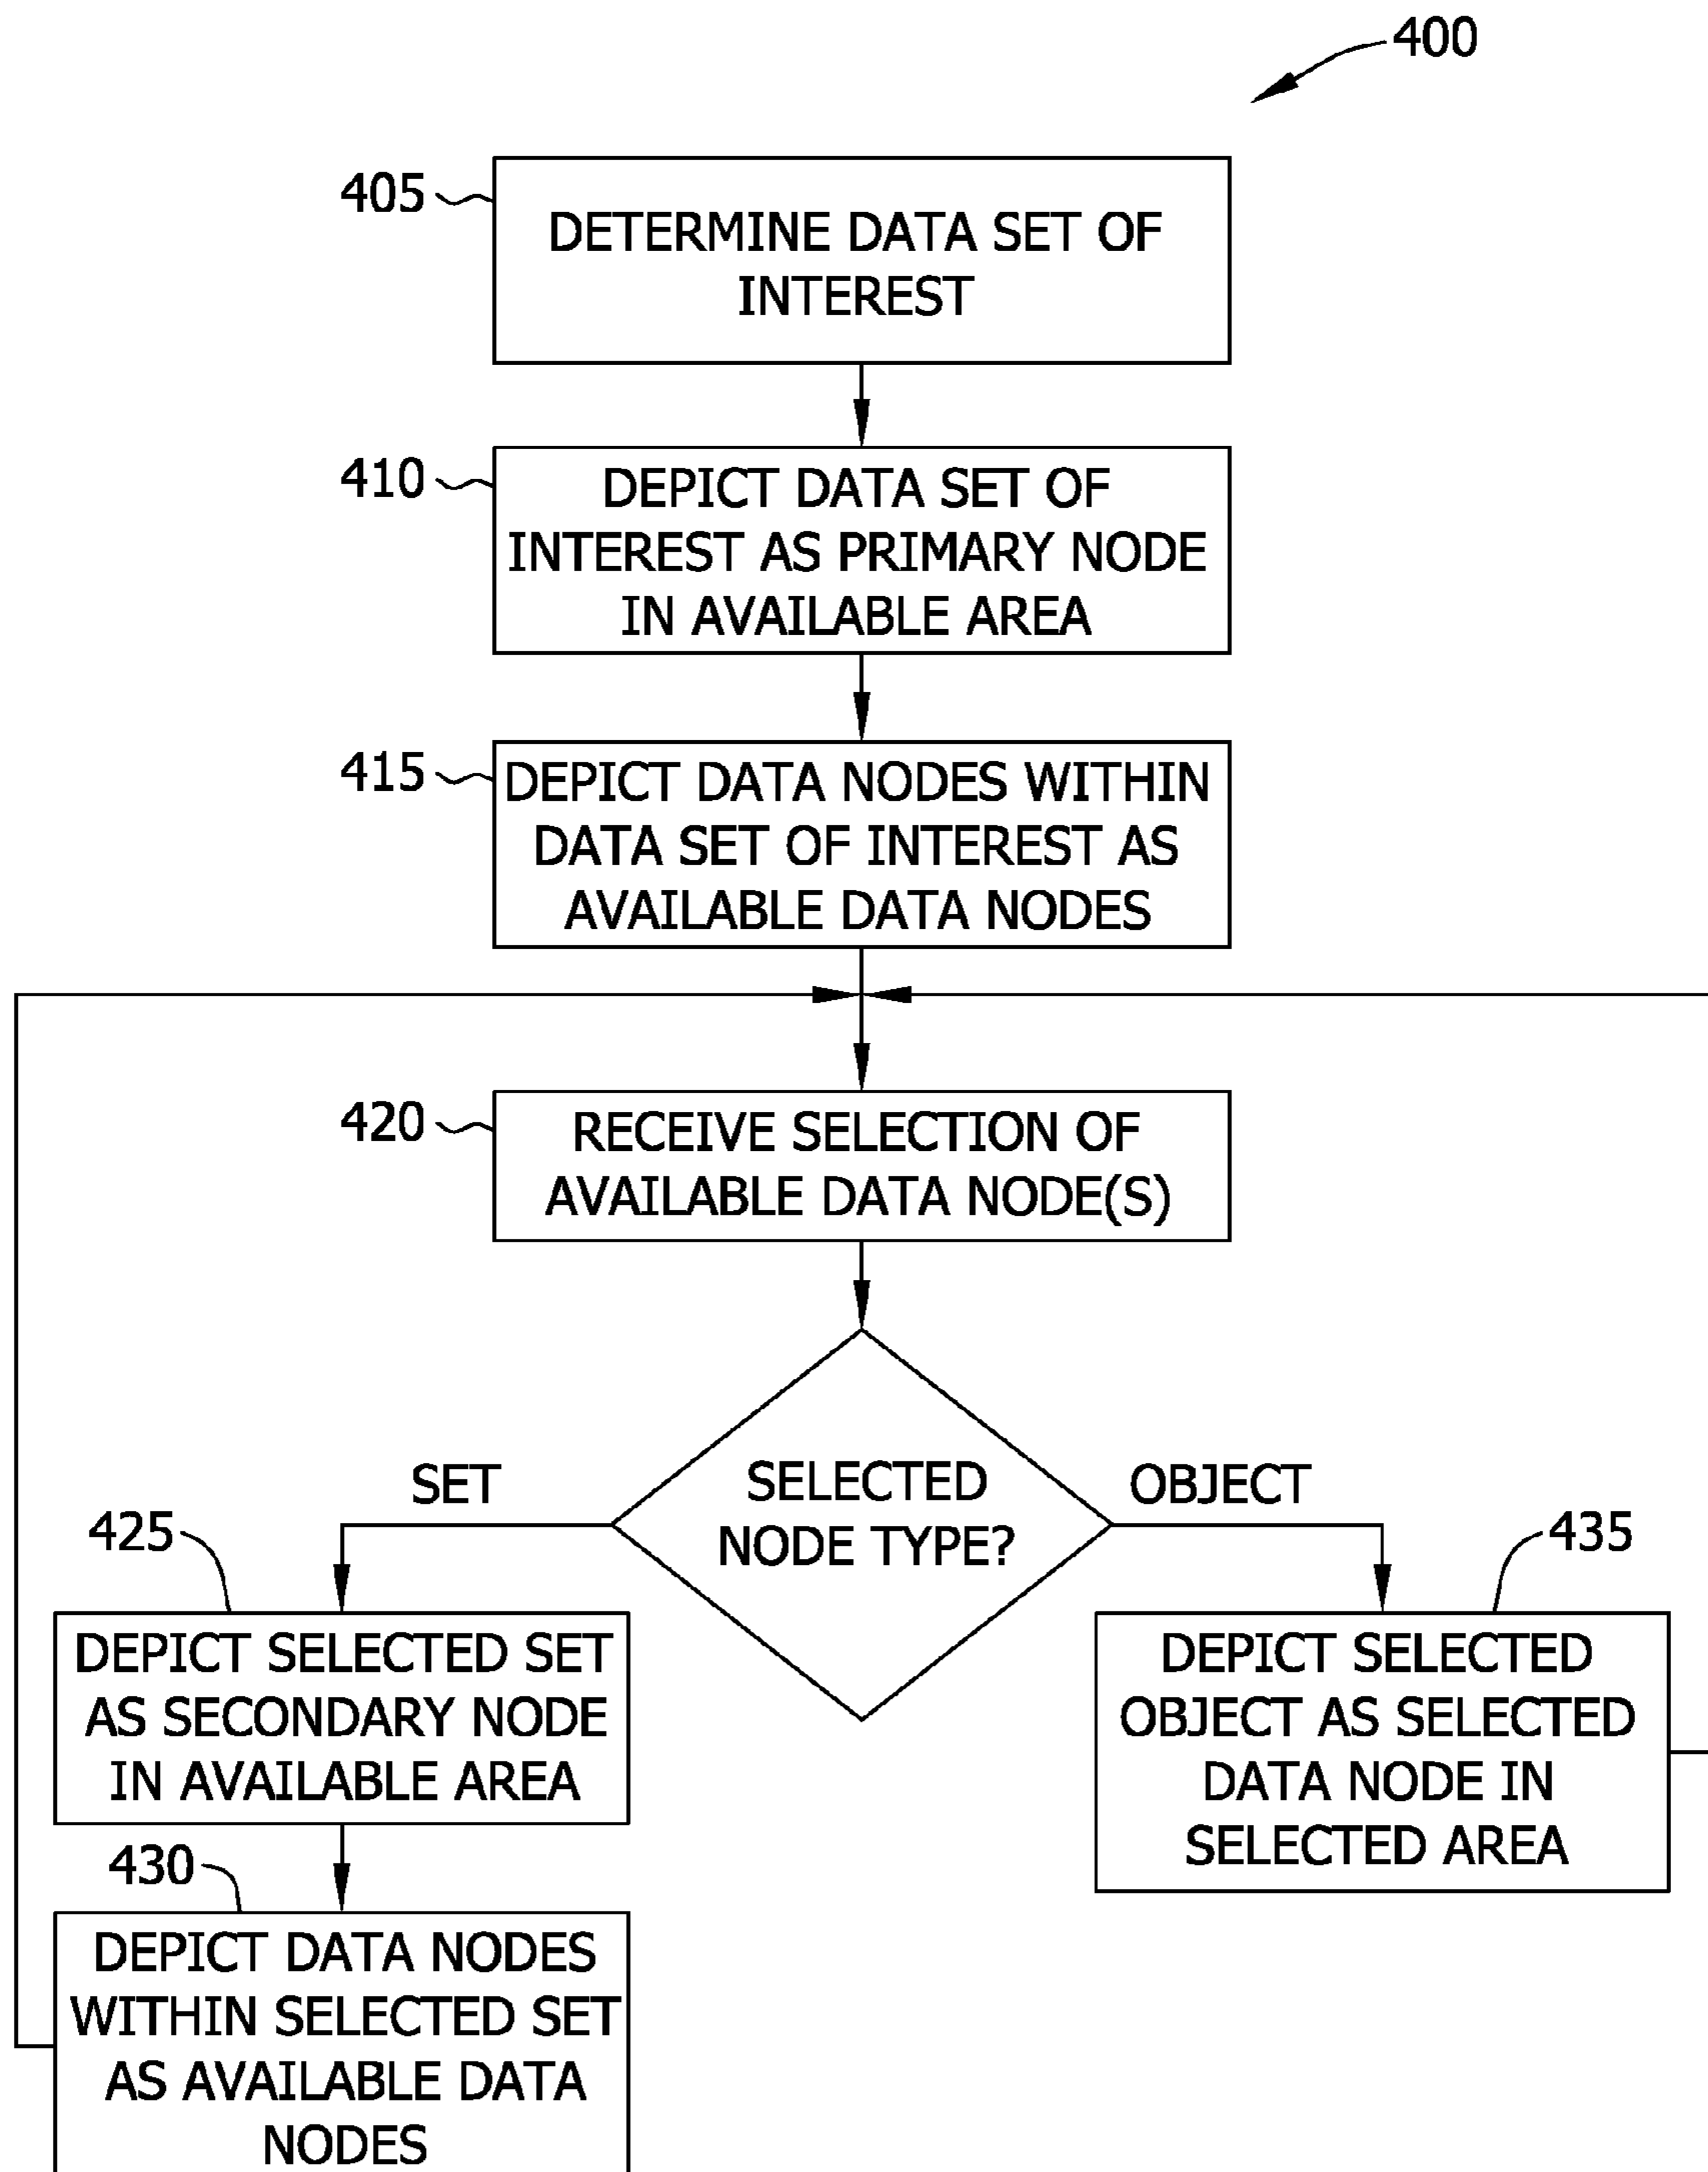 400
405
DETERMINE DATA SET OF
INTEREST
410
DEPICT DATA SET OF
INTEREST AS PRIMARY NODE
IN AVAILABLE AREA
415
DEPICT DATA NODES WITHIN
DATA SET OF INTEREST AS
AVAILABLE DATA NODES
420
RECEIVE SELECTION OF
AVAILABLE DATA NODE(S)
SELECTED
NODE TYPE?
SET
OBJECT
425
DEPICT SELECTED SET
AS SECONDARY NODE
IN AVAILABLE AREA
430
DEPICT DATA NODES
WITHIN SELECTED SET
AS AVAILABLE DATA
NODES
435
DEPICT SELECTED
OBJECT AS SELECTED
DATA NODE IN
SELECTED AREA